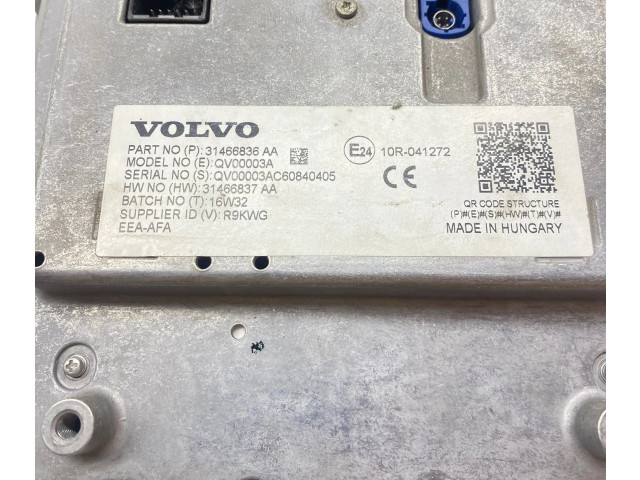 VOLVO
PART NO (P): 31466836 AA
MODEL NO (E): QV00003A
SERIAL NO (S): QV00003AC60840405
HW NO (HW): 31466837 AA
BATCH NO (T): 16W32
SUPPLIER ID (V): R9KWG
EEA-AFA
E24 10R-041272
CE
QR CODE STRUCTURE
(P)#(E)#(S)#(HW)#(T)#(V)#
MADE IN HUNGARY